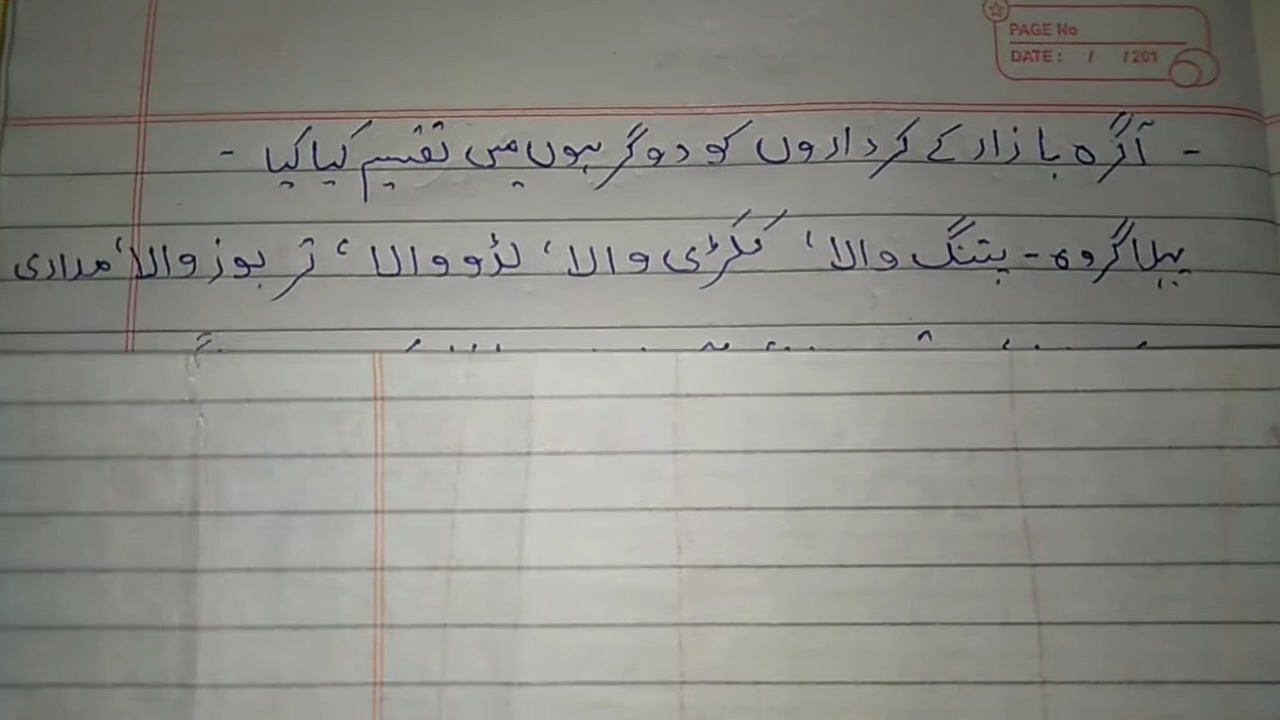 PAGE No
DATE: / /201
- آگرہ بازار کے کرداروں کو دو گرہوں میں تقسیم کیا گیا -
پہلا گروہ - پتنگ والا، ککڑی والا، لڈو والا، تربوز والا، مداری